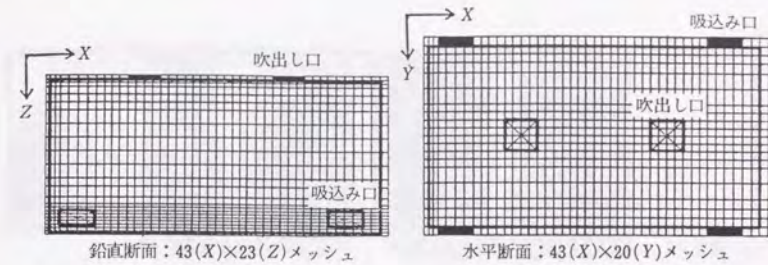 X
Z
吹出し口
吸込み口
鉛直断面：43(X)×23(Z)メッシュ
X
Y
吸込み口
吹出し口
水平断面：43(X)×20(Y)メッシュ